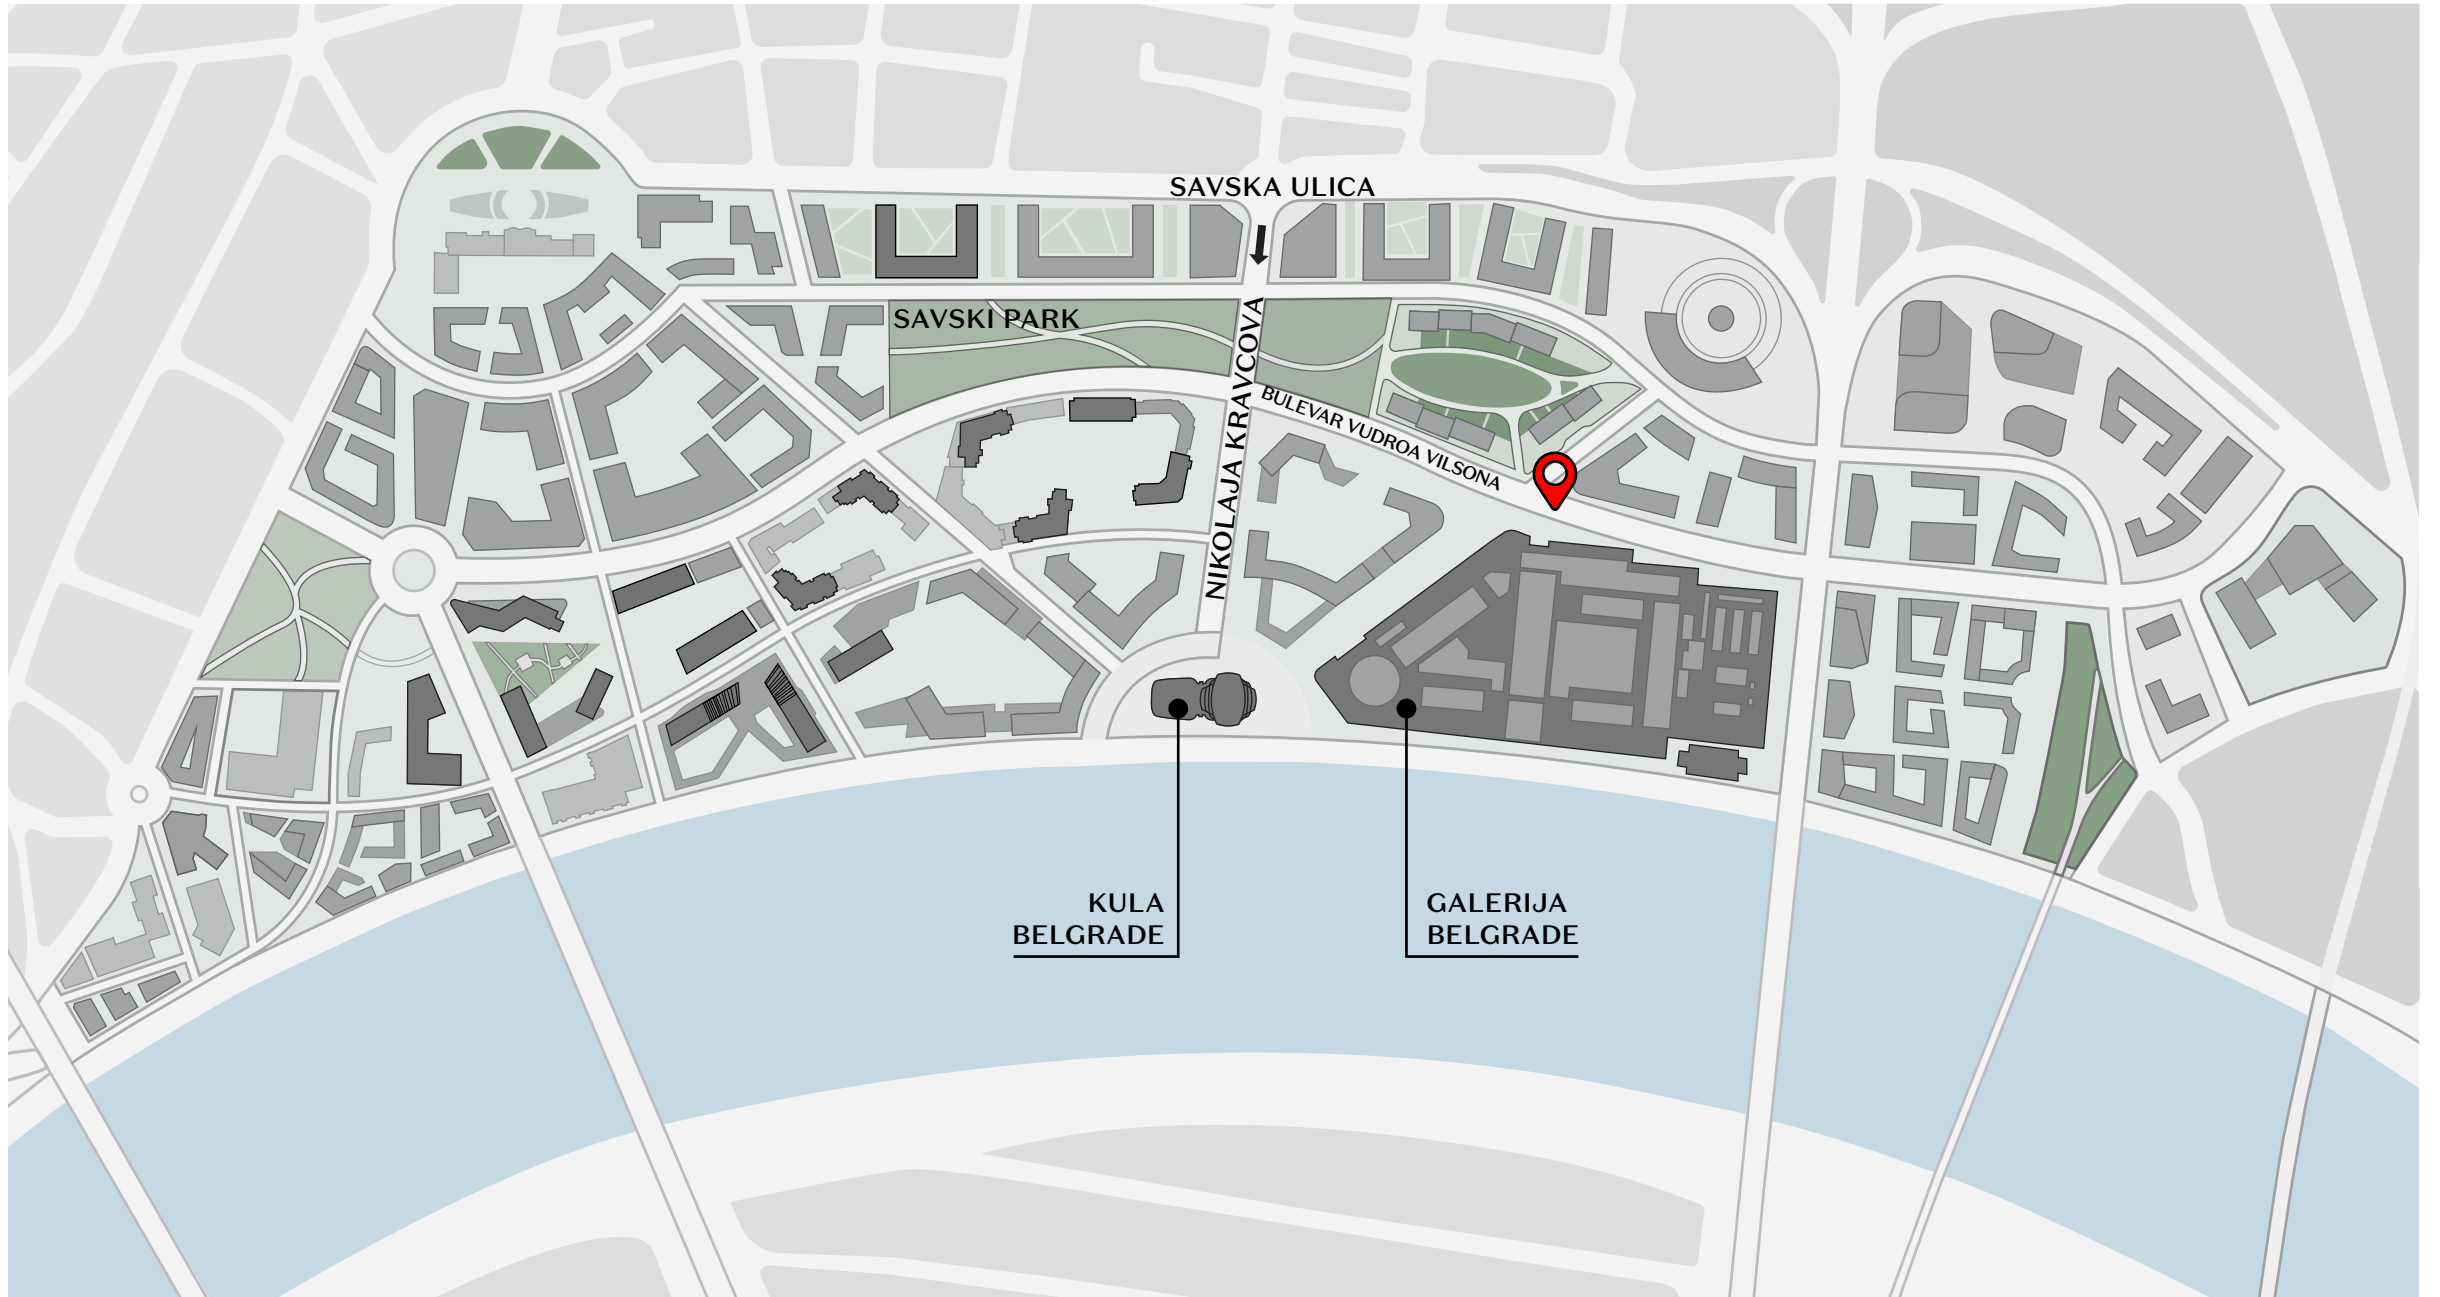 SAVSKA ULICA
SAVSKI PARK
NIKOLAJA KRAVCOVA
BULEVAR VUDROA VILSONA
KULA
BELGRADE
GALERIJA
BELGRADE